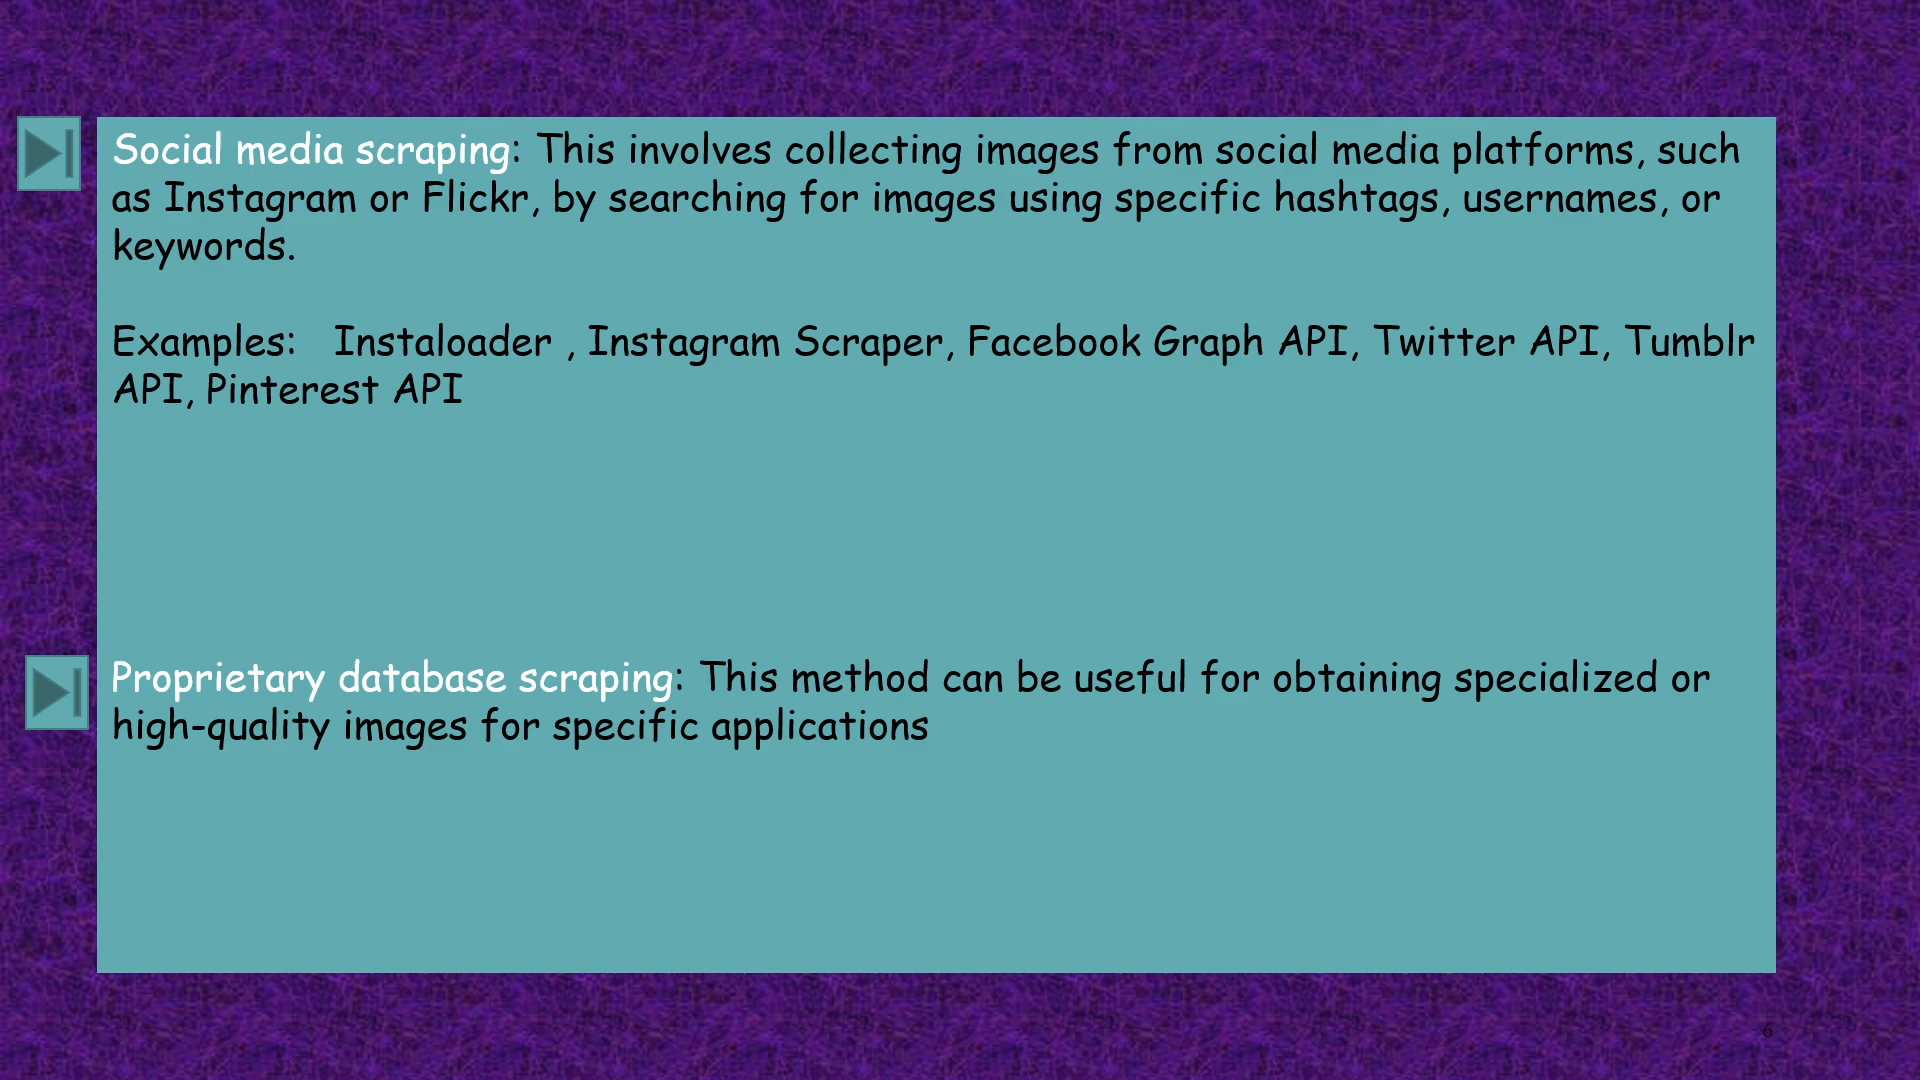 Social media scraping: This involves collecting images from social media platforms, such
as Instagram or Flickr, by searching for images using specific hashtags, usernames, or
keywords.
Examples:   Instaloader , Instagram Scraper, Facebook Graph API, Twitter API, Tumblr
API, Pinterest API
Proprietary database scraping: This method can be useful for obtaining specialized or
high-quality images for specific applications
6